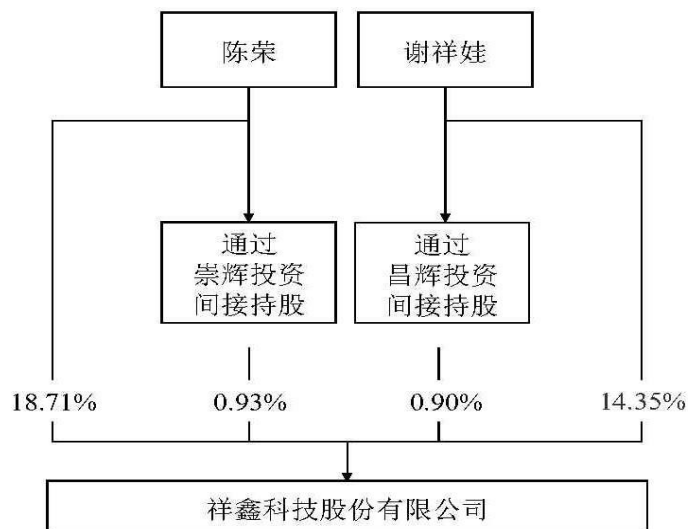 陈荣
谢祥娃
通过
崇辉投资
间接持股
通过
昌辉投资
间接持股
18.71%
0.93%
0.90%
14.35%
祥鑫科技股份有限公司